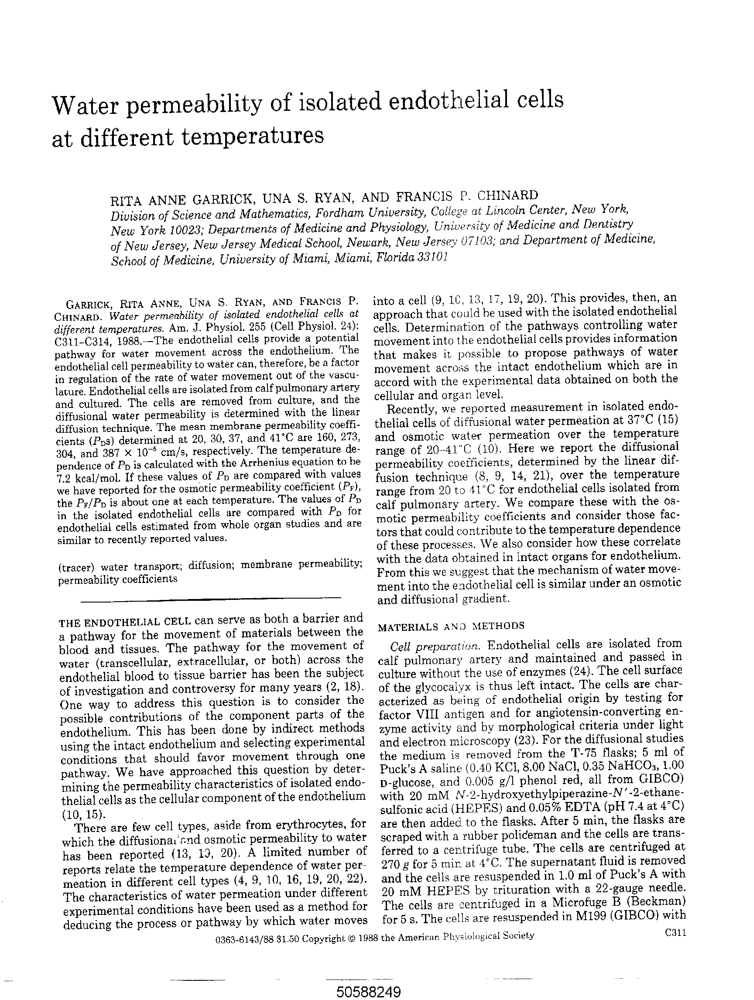 Water permeability of isolated endothelial cells
at different temperatures
RITA ANNE GARRICK, UNA S. RYAN, AND FRANCIS P. CHINARD
Division of Science and Mathematics, Fordham University, College at Lincoln Center, New York,
New York 10023; Departments of Medicine and Physiology, University of Medicine and Dentistry
of New Jersey, New Jersey Medical School, Newark, New Jersey 07103; and Department of Medicine,
School of Medicine, University of Miami, Miami, Florida 33101
GARRICK, RITA ANNE, UNA S. RYAN, AND FRANCIS P.
CHINARD. Water permeability of isolated endothelial cells at
different temperatures. Am. J. Physiol. 255 (Cell Physiol. 24):
C311–C314, 1988.—The endothelial cells provide a potential
pathway for water movement across the endothelium. The
endothelial cell permeability to water can, therefore, be a factor
in regulation of the rate of water movement out of the vascu-
lature. Endothelial cells are isolated from calf pulmonary artery
and cultured. The cells are removed from culture, and the
diffusional water permeability is determined with the linear
diffusion technique. The mean membrane permeability coeffi-
cients (PDS) determined at 20, 30, 37, and 41°C are 160, 273,
304, and 387 × 10⁻⁵ cm/s, respectively. The temperature de-
pendence of PD is calculated with the Arrhenius equation to be
7.2 kcal/mol. If these values of PD are compared with values
we have reported for the osmotic permeability coefficient (PF),
the PF/PD is about one at each temperature. The values of PD
in the isolated endothelial cells are compared with PD for
endothelial cells estimated from whole organ studies and are
similar to recently reported values.
(tracer) water transport; diffusion; membrane permeability;
permeability coefficients
THE ENDOTHELIAL CELL can serve as both a barrier and
a pathway for the movement of materials between the
blood and tissues. The pathway for the movement of
water (transcellular, extracellular, or both) across the
endothelial blood to tissue barrier has been the subject
of investigation and controversy for many years (2, 18).
One way to address this question is to consider the
possible contributions of the component parts of the
endothelium. This has been done by indirect methods
using the intact endothelium and selecting experimental
conditions that should favor movement through one
pathway. We have approached this question by deter-
mining the permeability characteristics of isolated endo-
thelial cells as the cellular component of the endothelium
(10, 15).
There are few cell types, aside from erythrocytes, for
which the diffusional and osmotic permeability to water
has been reported (13, 19, 20). A limited number of
reports relate the temperature dependence of water per-
meation in different cell types (4, 9, 10, 16, 19, 20, 22).
The characteristics of water permeation under different
experimental conditions have been used as a method for
deducing the process or pathway by which water moves
into a cell (9, 10, 13, 17, 19, 20). This provides, then, an
approach that could be used with the isolated endothelial
cells. Determination of the pathways controlling water
movement into the endothelial cells provides information
that makes it possible to propose pathways of water
movement across the intact endothelium which are in
accord with the experimental data obtained on both the
cellular and organ level.
Recently, we reported measurement in isolated endo-
thelial cells of diffusional water permeation at 37°C (15)
and osmotic water permeation over the temperature
range of 20–41°C (10). Here we report the diffusional
permeability coefficients, determined by the linear dif-
fusion technique (8, 9, 14, 21), over the temperature
range from 20 to 41°C for endothelial cells isolated from
calf pulmonary artery. We compare these with the os-
motic permeability coefficients and consider those fac-
tors that could contribute to the temperature dependence
of these processes. We also consider how these correlate
with the data obtained in intact organs for endothelium.
From this we suggest that the mechanism of water move-
ment into the endothelial cell is similar under an osmotic
and diffusional gradient.
MATERIALS AND METHODS
Cell preparation. Endothelial cells are isolated from
calf pulmonary artery and maintained and passed in
culture without the use of enzymes (24). The cell surface
of the glycocalyx is thus left intact. The cells are char-
acterized as being of endothelial origin by testing for
factor VIII antigen and for angiotensin-converting en-
zyme activity and by morphological criteria under light
and electron microscopy (23). For the diffusional studies
the medium is removed from the T-75 flasks; 5 ml of
Puck's A saline (0.40 KCl, 8.00 NaCl, 0.35 NaHCO₃, 1.00
D-glucose, and 0.005 g/l phenol red, all from GIBCO)
with 20 mM N-2-hydroxyethylpiperazine-N'-2-ethane-
sulfonic acid (HEPES) and 0.05% EDTA (pH 7.4 at 4°C)
are then added to the flasks. After 5 min, the flasks are
scraped with a rubber policeman and the cells are trans-
ferred to a centrifuge tube. The cells are centrifuged at
270 g for 5 min at 4°C. The supernatant fluid is removed
and the cells are resuspended in 1.0 ml of Puck's A with
20 mM HEPES by trituration with a 22-gauge needle.
The cells are centrifuged in a Microfuge B (Beckman)
for 5 s. The cells are resuspended in M199 (GIBCO) with
0363-6143/88 $1.50 Copyright © 1988 the American Physiological Society
C311
50588249